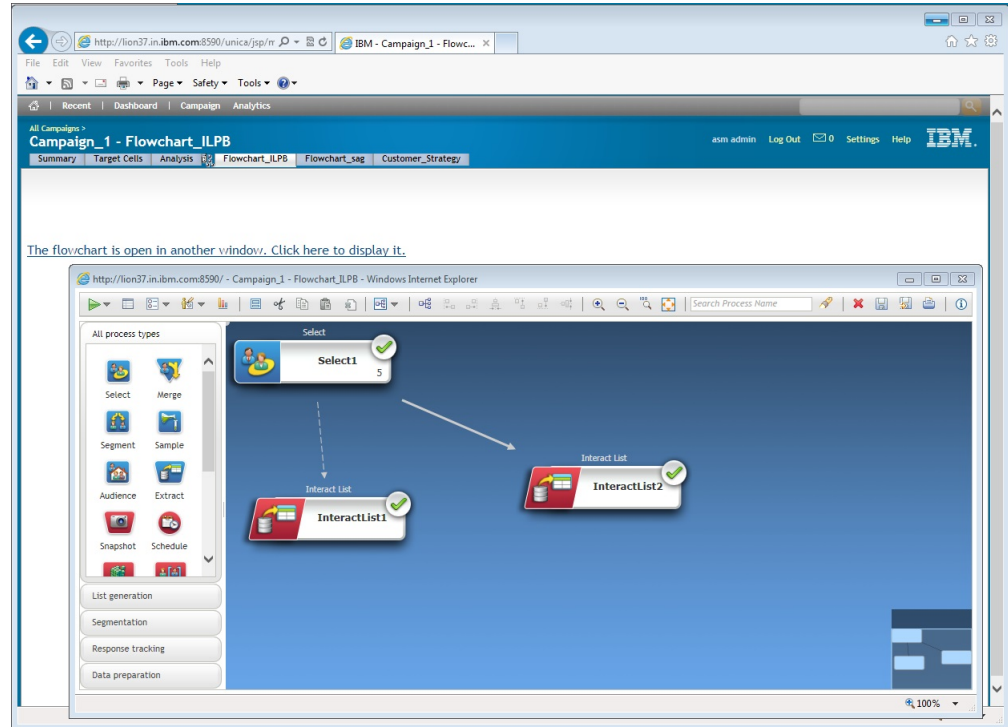 http://lion37.in.ibm.com:8590/unica/jsp/m
IBM - Campaign_1 - Flowc...
File Edit View Favorites Tools Help
Page Safety Tools
Recent | Dashboard | Campaign Analytics
All Campaigns >
Campaign_1 - Flowchart_ILPB
asm admin Log Out 0 Settings Help IBM.
Summary Target Cells Analysis Flowchart_ILPB Flowchart_sag Customer_Strategy
The flowchart is open in another window. Click here to display it.
http://lion37.in.ibm.com:8590/ - Campaign_1 - Flowchart_ILPB - Windows Internet Explorer
Search Process Name
All process types
Select Merge
Segment Sample
Audience Extract
Snapshot Schedule
List generation
Segmentation
Response tracking
Data preparation
Select
Select1
5
Interact List
InteractList1
Interact List
InteractList2
100%